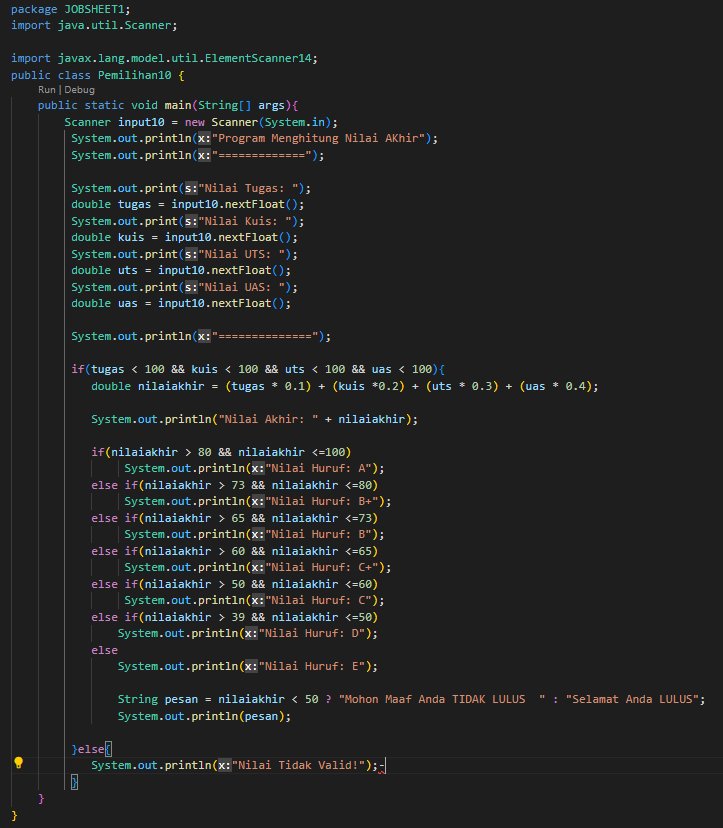 package JOBSHEET1;
import java.util.Scanner;

import javax.lang.model.util.ElementScanner14;
public class Pemilihan10 {
Run | Debug
    public static void main(String[] args){
        Scanner input10 = new Scanner(System.in);
         System.out.println(x:"Program Menghitung Nilai AKhir");
         System.out.println(x:"=============");

         System.out.print(s:"Nilai Tugas: ");
         double tugas = input10.nextFloat();
         System.out.print(s:"Nilai Kuis: ");
         double kuis = input10.nextFloat();
         System.out.print(s:"Nilai UTS: ");
         double uts = input10.nextFloat();
         System.out.print(s:"Nilai UAS: ");
         double uas = input10.nextFloat();

         System.out.println(x:"==============");

         if(tugas < 100 && kuis < 100 && uts < 100 && uas < 100){
            double nilaiakhir = (tugas * 0.1) + (kuis *0.2) + (uts * 0.3) + (uas * 0.4);

            System.out.println("Nilai Akhir: " + nilaiakhir);

            if(nilaiakhir > 80 && nilaiakhir <=100)
                 System.out.println(x:"Nilai Huruf: A");
            else if(nilaiakhir > 73 && nilaiakhir <=80)
                 System.out.println(x:"Nilai Huruf: B+");
            else if(nilaiakhir > 65 && nilaiakhir <=73)
                 System.out.println(x:"Nilai Huruf: B");
            else if(nilaiakhir > 60 && nilaiakhir <=65)
                 System.out.println(x:"Nilai Huruf: C+");
            else if(nilaiakhir > 50 && nilaiakhir <=60)
                 System.out.println(x:"Nilai Huruf: C");
            else if(nilaiakhir > 39 && nilaiakhir <=50)
                System.out.println(x:"Nilai Huruf: D");
            else
                System.out.println(x:"Nilai Huruf: E");

                String pesan = nilaiakhir < 50 ? "Mohon Maaf Anda TIDAK LULUS  " : "Selamat Anda LULUS";
                System.out.println(pesan);

         }else{
            System.out.println(x:"Nilai Tidak Valid!");-
         }
    }
}